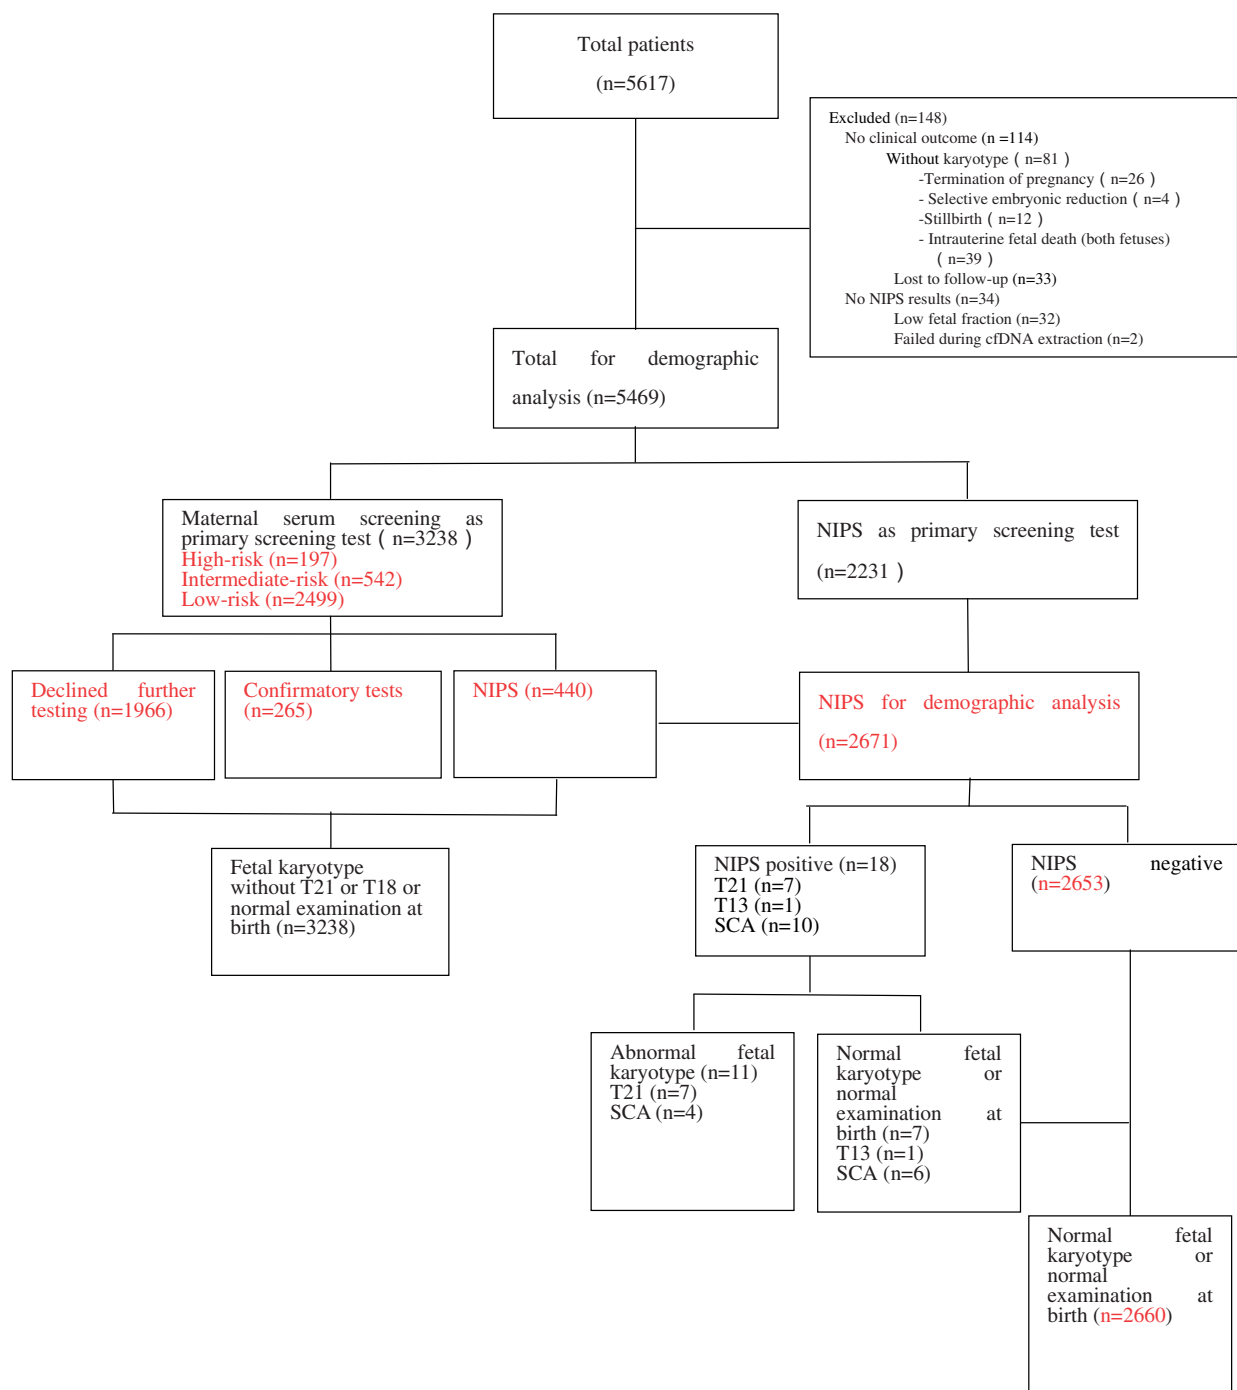 Total patients
(n=5617)
Excluded (n=148)
No clinical outcome (n =114)
Without karyotype ( n=81 )
-Termination of pregnancy ( n=26 )
- Selective embryonic reduction ( n=4 )
-Stillbirth ( n=12 )
- Intrauterine fetal death (both fetuses)
( n=39 )
Lost to follow-up (n=33)
No NIPS results (n=34)
Low fetal fraction (n=32)
Failed during cfDNA extraction (n=2)
Total for demographic
analysis (n=5469)
Maternal serum screening as
primary screening test ( n=3238 )
High-risk (n=197)
Intermediate-risk (n=542)
Low-risk (n=2499)
NIPS as primary screening test
(n=2231 )
Declined further
testing (n=1966)
Confirmatory tests
(n=265)
NIPS (n=440)
NIPS for demographic analysis
(n=2671)
Fetal karyotype
without T21 or T18 or
normal examination at
birth (n=3238)
NIPS positive (n=18)
T21 (n=7)
T13 (n=1)
SCA (n=10)
NIPS negative
(n=2653)
Abnormal fetal
karyotype (n=11)
T21 (n=7)
SCA (n=4)
Normal fetal
karyotype or
normal
examination at
birth (n=7)
T13 (n=1)
SCA (n=6)
Normal fetal
karyotype or
normal
examination at
birth (n=2660)